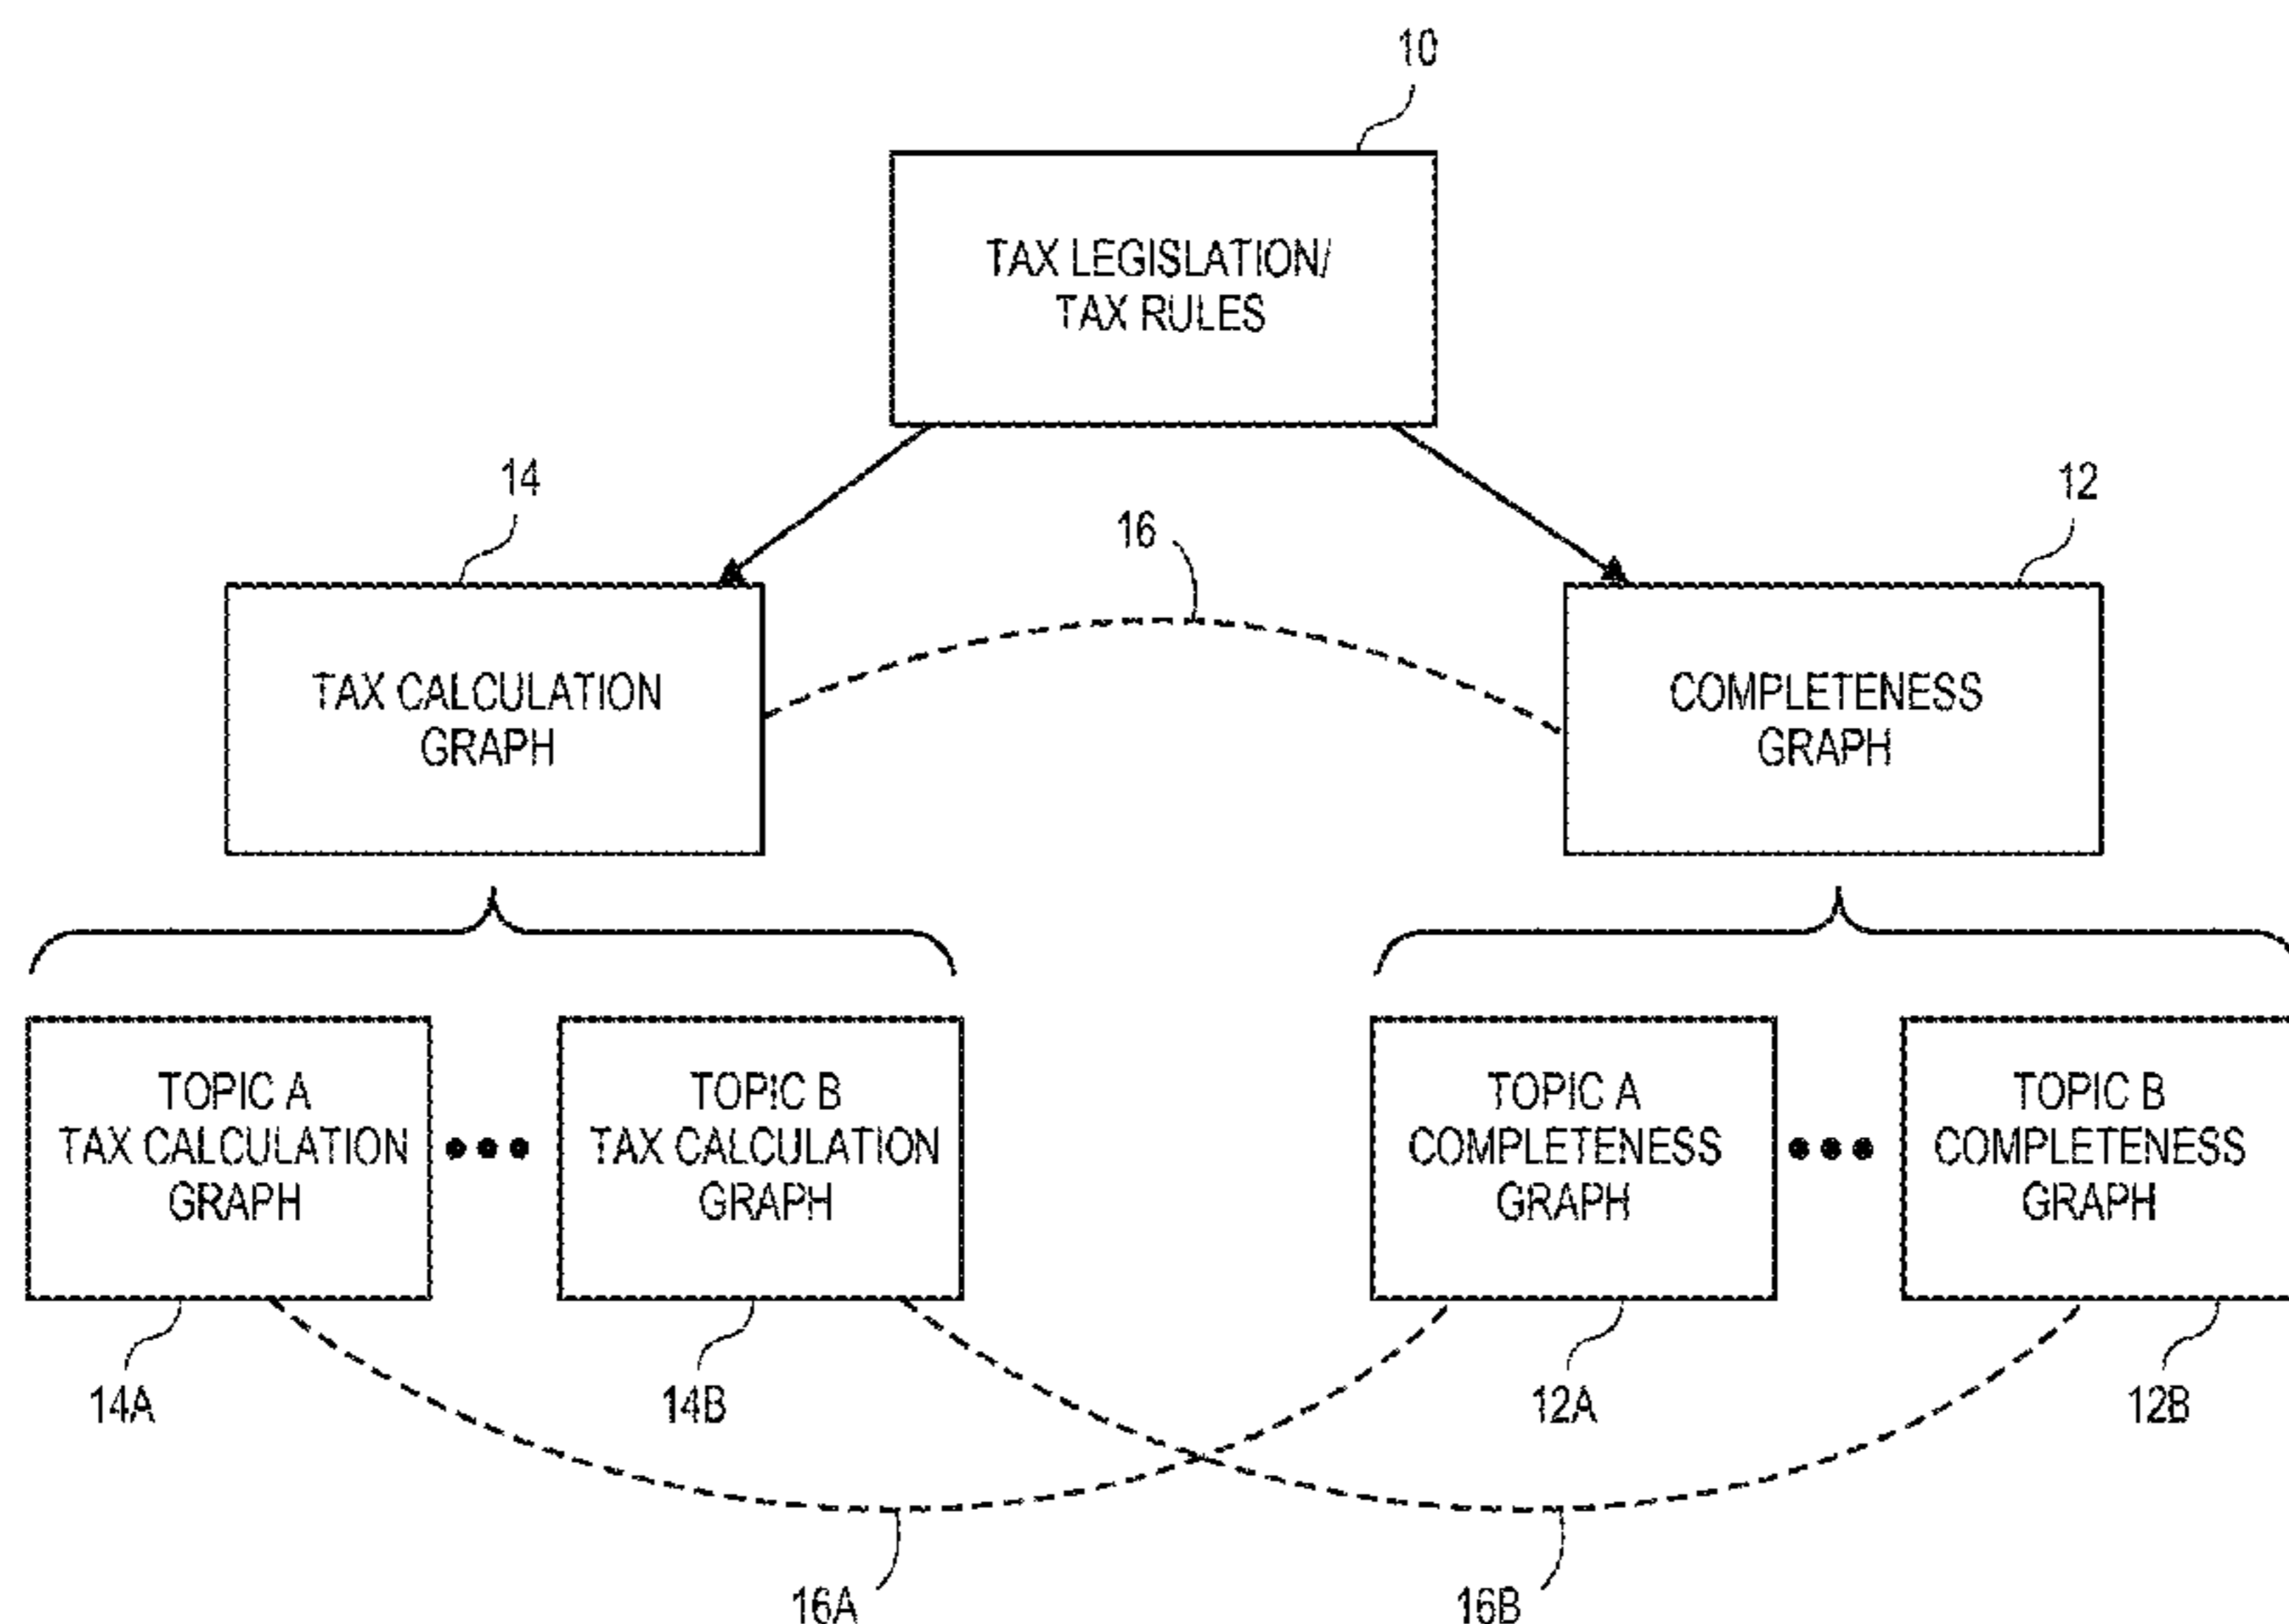 10
TAX LEGISLATION/
TAX RULES
14
12
16
TAX CALCULATION
GRAPH
COMPLETENESS
GRAPH
TOPIC A
TAX CALCULATION
GRAPH
TOPIC B
TAX CALCULATION
GRAPH
TOPIC A
COMPLETENESS
GRAPH
TOPIC B
COMPLETENESS
GRAPH
14A
14B
12A
12B
16A
16B